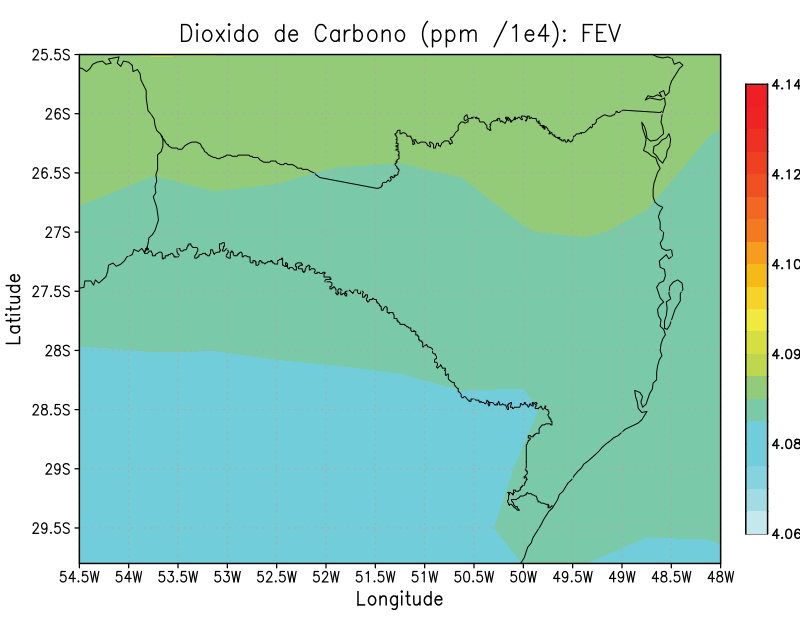 Dioxido de Carbono (ppm /1e4): FEV
25.5S
26S
26.5S
27S
27.5S
28S
28.5S
29S
29.5S
Latitude
54.5W 54W 53.5W 53W 52.5W 52W 51.5W 51W 50.5W 50W 49.5W 49W 48.5W 48W
Longitude
4.14
4.12
4.10
4.09
4.08
4.06